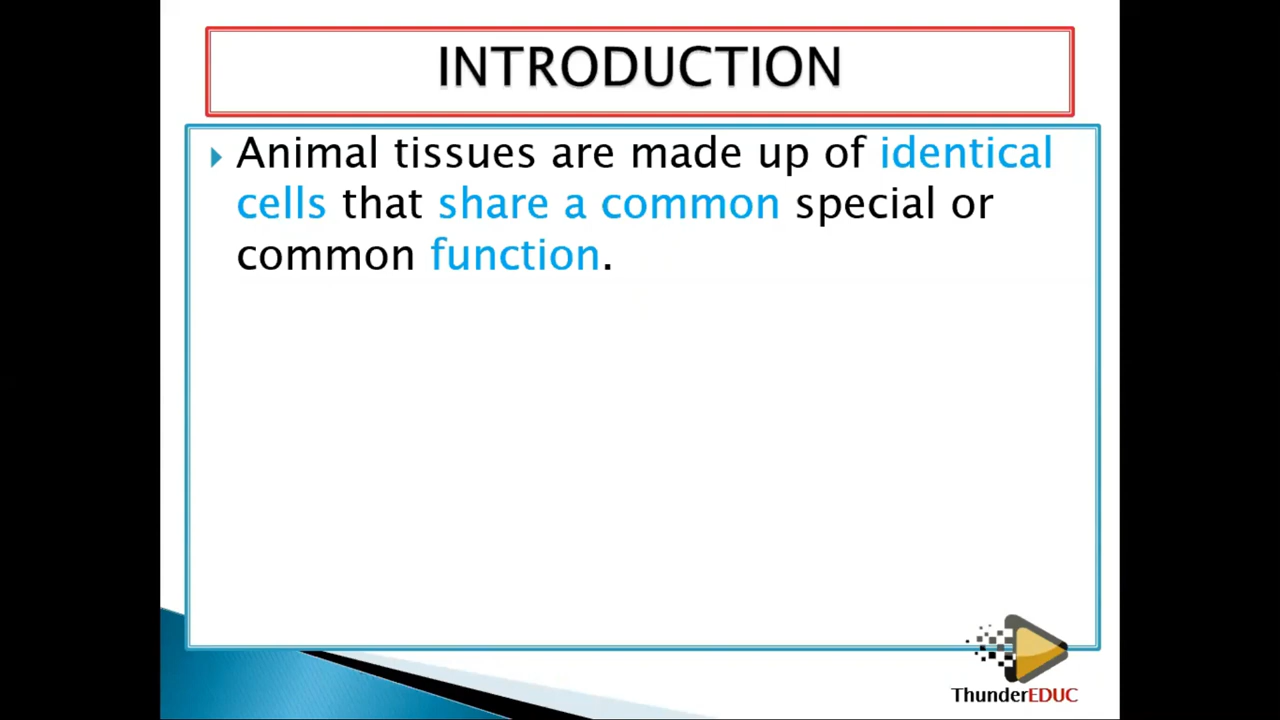 INTRODUCTION
Animal tissues are made up of identical
cells that share a common special or
common function.
ThunderEDUC